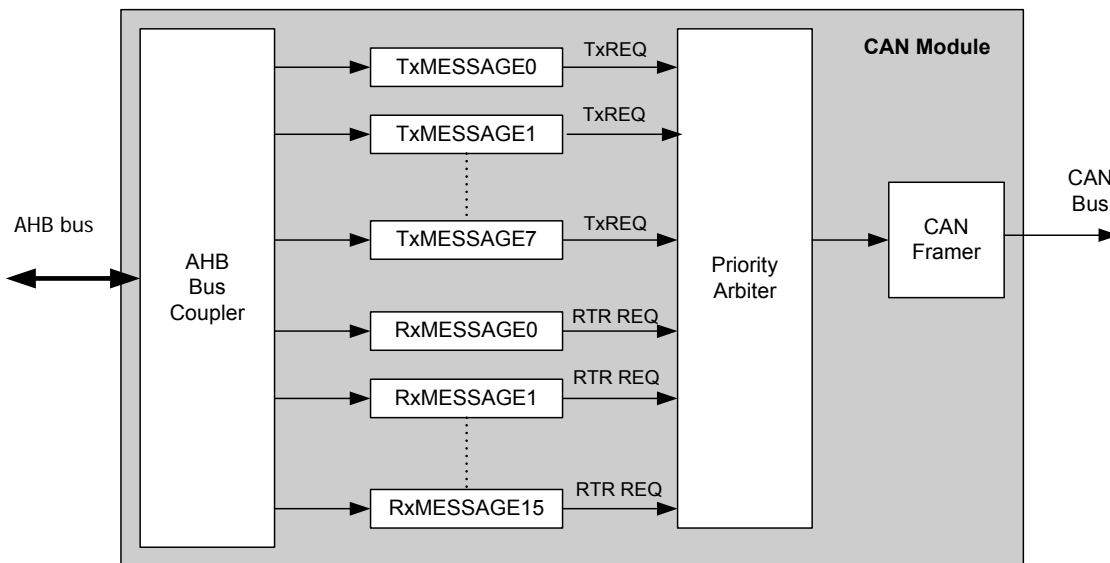 CAN Module
TxMESSAGE0
TxREQ
TxMESSAGE1
TxREQ
TxMESSAGE7
TxREQ
RxMESSAGE0
RTR REQ
RxMESSAGE1
RTR REQ
RxMESSAGE15
RTR REQ
AHB bus
AHB
Bus
Coupler
Priority
Arbiter
CAN
Framer
CAN
Bus